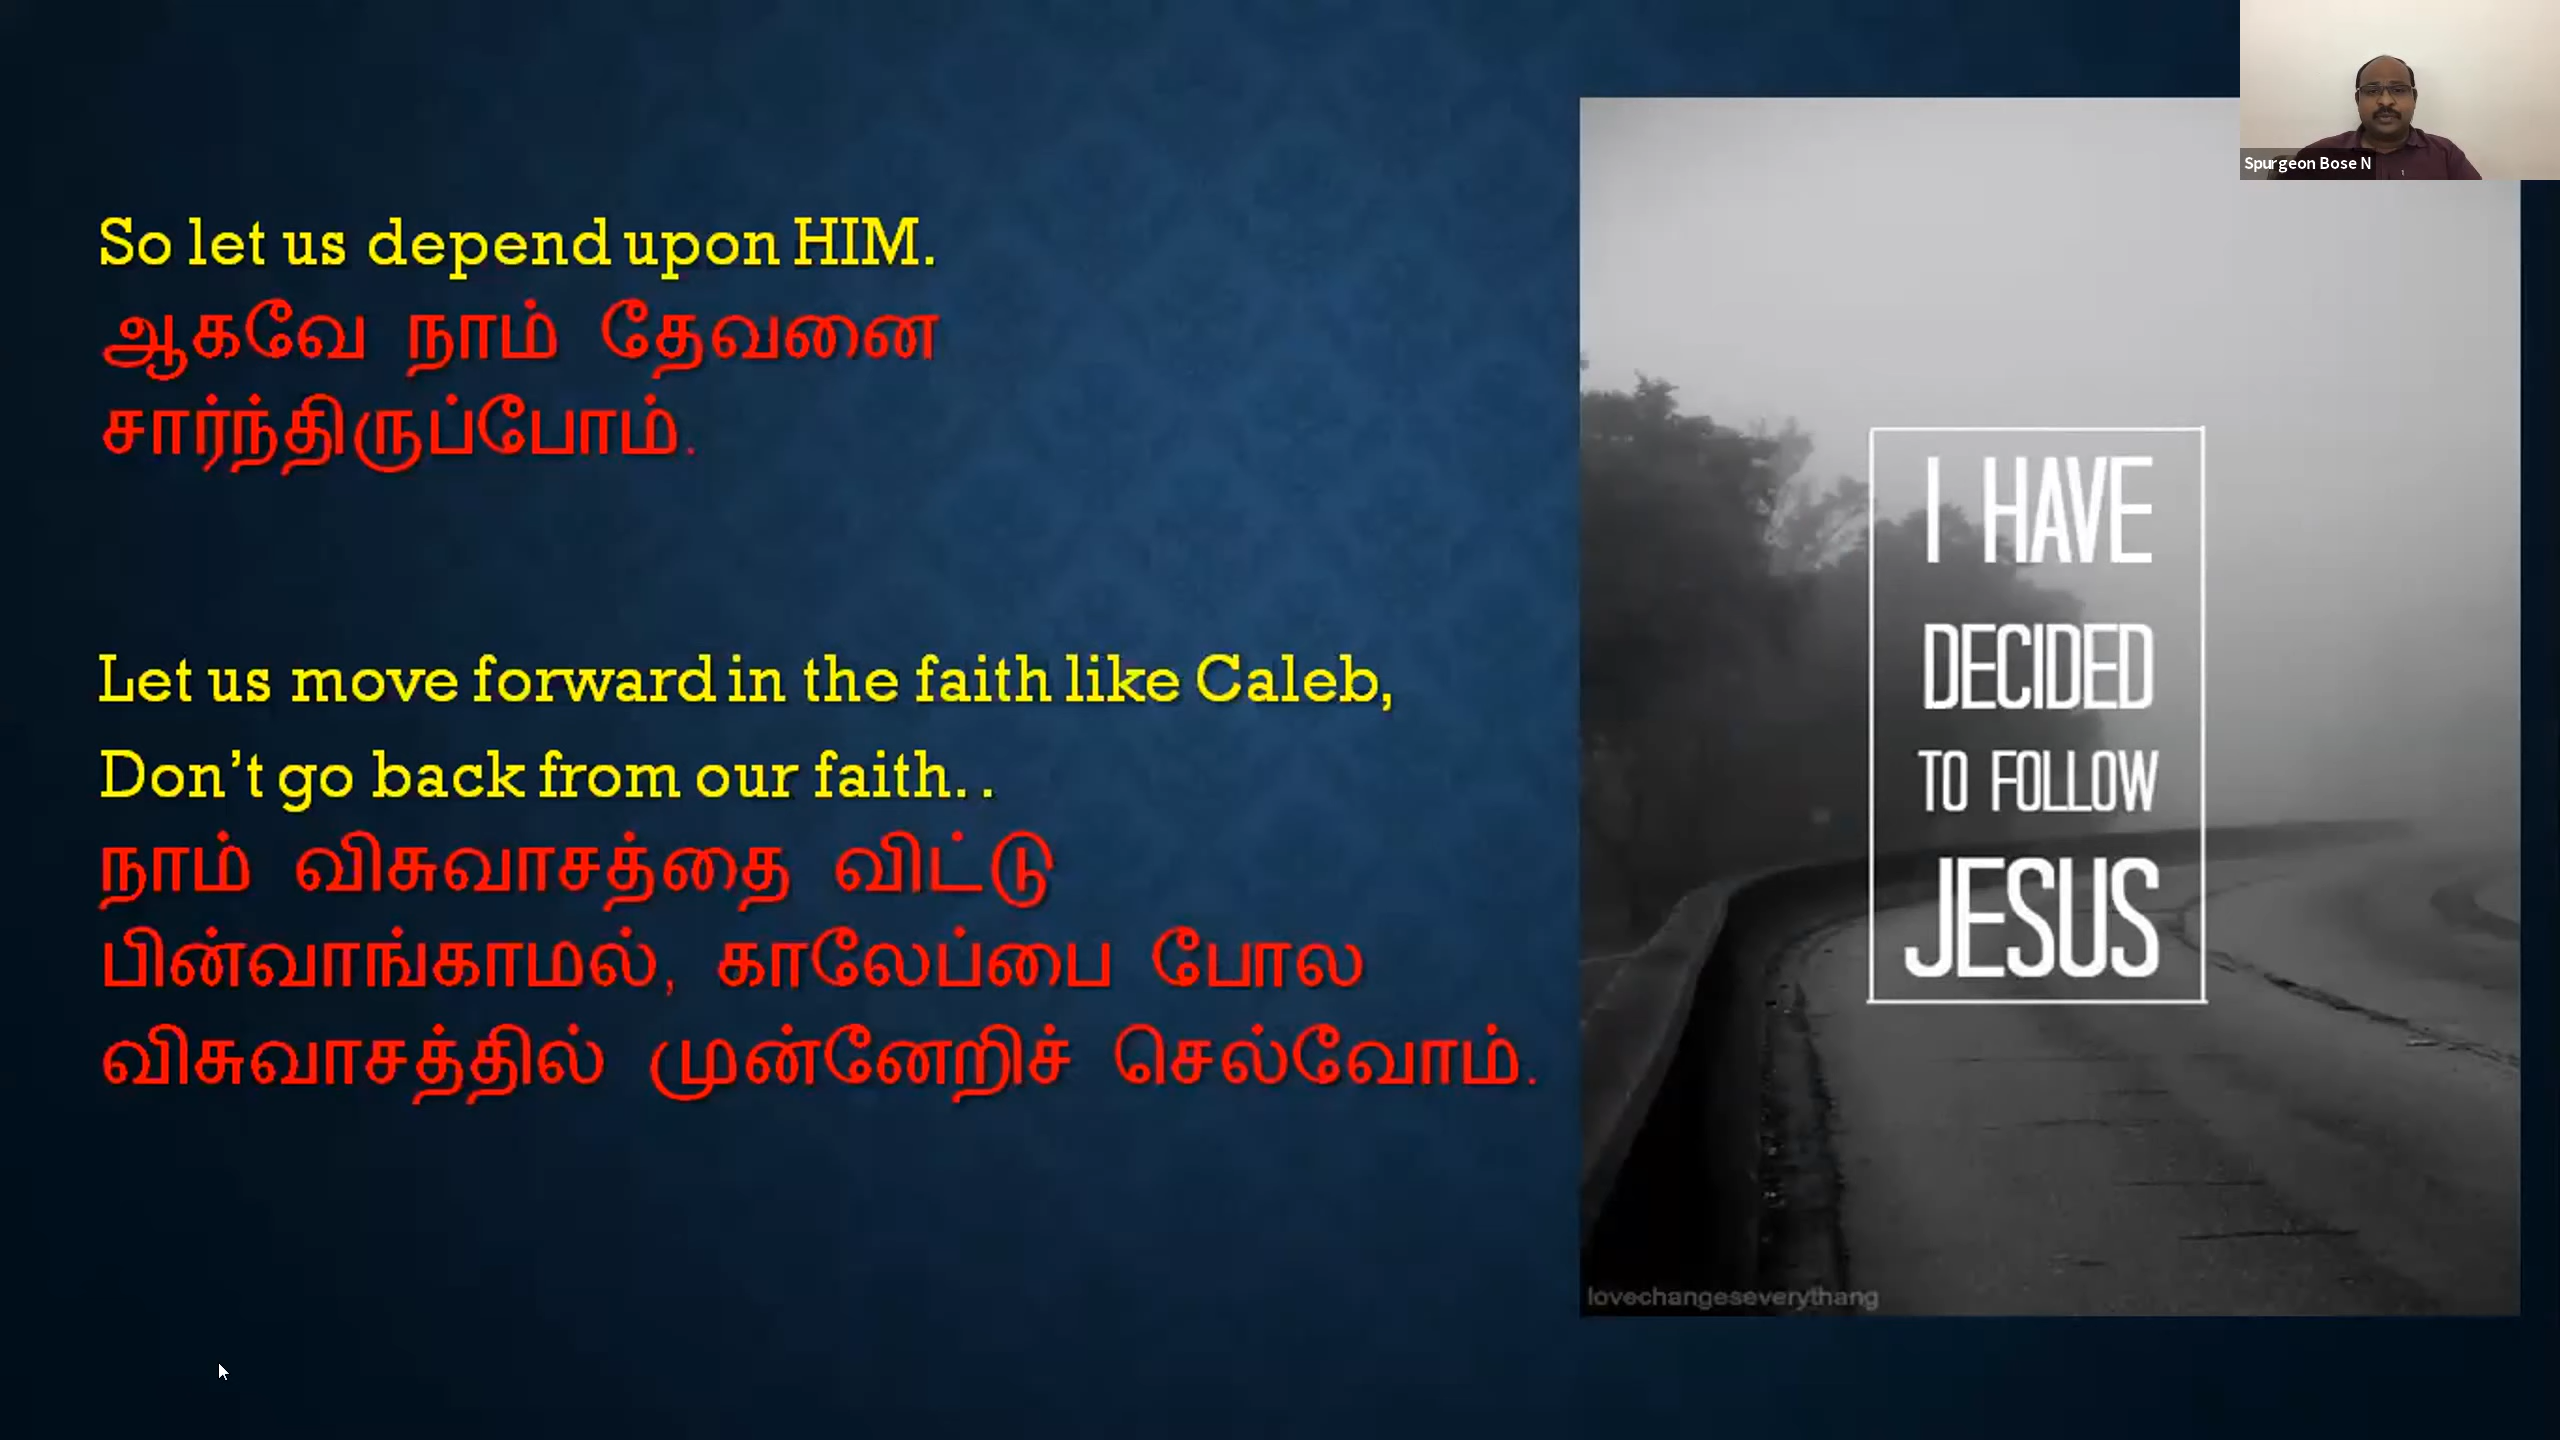 So let us depend upon HIM.
ஆகவே நாம் தேவனை
சார்ந்திருப்போம்.
Let us move forward in the faith like Caleb,
Don’t go back from our faith. .
நாம் விசுவாசத்தை விட்டு
பின்வாங்காமல், காலேப்பை போல
விசுவாசத்தில் முன்னேறிச் செல்வோம்.
I HAVE
DECIDED
TO FOLLOW
JESUS
lovechangeseverythang
Spurgeon Bose N